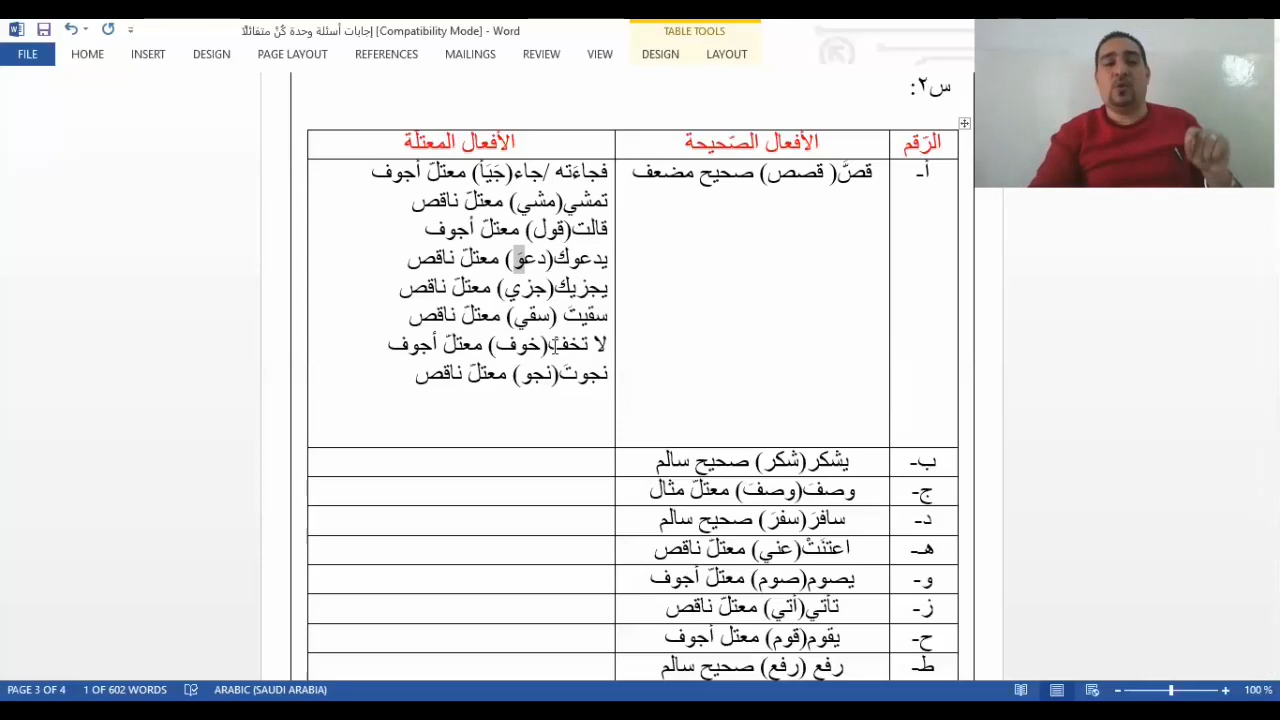 إجابات أسئلة وحدة كُنْ متفائلًا [Compatibility Mode] - Word
TABLE TOOLS
FILE HOME INSERT DESIGN PAGE LAYOUT REFERENCES MAILINGS REVIEW VIEW DESIGN LAYOUT
س٢:
الرّقم الأفعال الصّحيحة الأفعال المعتلّة
أ- قصَّ( قصص) صحيح مضعف فجاءَته /جاء(جَيَأ) معتلّ أجوف
تمشي(مشي) معتلّ ناقص
قالت(قول) معتلّ أجوف
يدعوك(دعوَ) معتلّ ناقص
يجزيك(جزي) معتلّ ناقص
سقيتَ (سقي) معتلّ ناقص
لا تخفْ(خوف) معتلّ أجوف
نجوتَ(نجو) معتلّ ناقص
ب- يشكر(شكر) صحيح سالم
ج- وصفَ(وصفَ) معتلّ مثال
د- سافرَ(سفرَ) صحيح سالم
هـ- اعتنَتْ(عني) معتلّ ناقص
و- يصوم(صوم) معتلّ أجوف
ز- تأتي(أتي) معتلّ ناقص
ح- يقوم(قوم) معتل أجوف
ط- رفع (رفع) صحيح سالم
PAGE 3 OF 4 1 OF 602 WORDS ARABIC (SAUDI ARABIA) 100 %